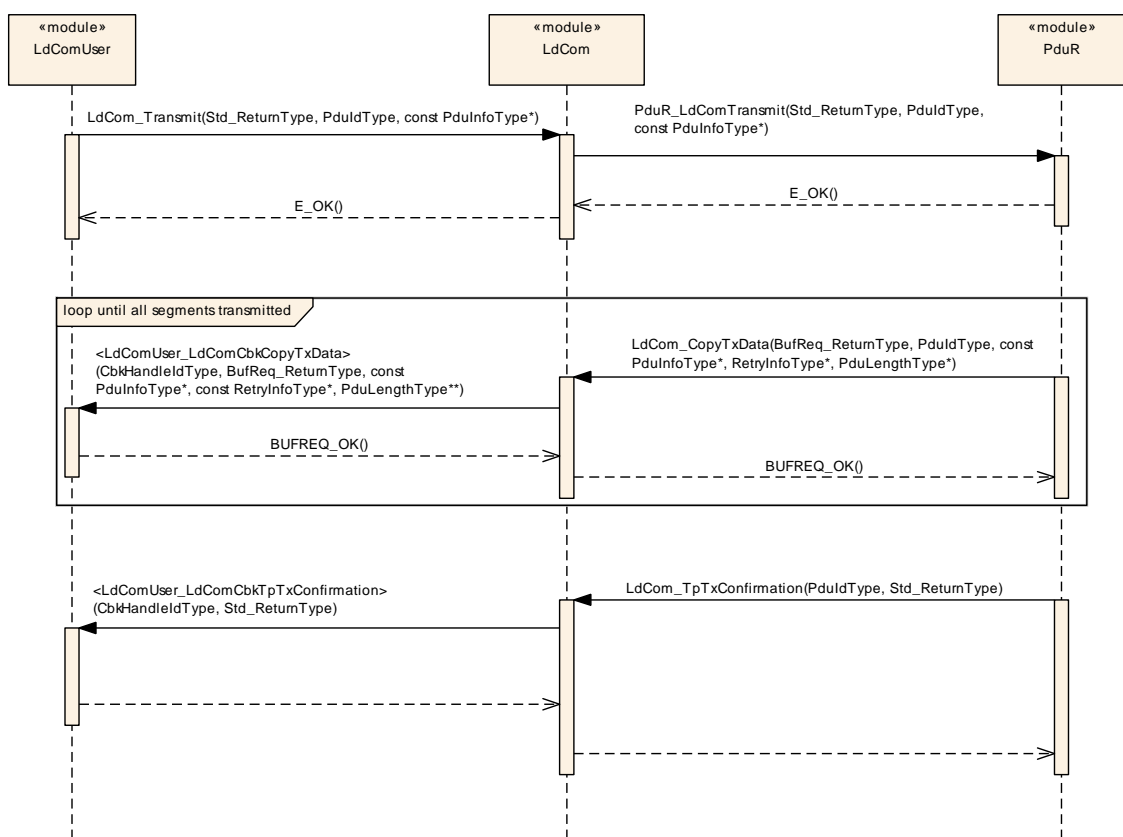 «module»
LdComUser
«module»
LdCom
«module»
PduR
LdCom_Transmit(Std_ReturnType, PduIdType, const PduInfoType*)
PduR_LdComTransmit(Std_ReturnType, PduIdType,
const PduInfoType*)
E_OK()
E_OK()
loop until all segments transmitted
<LdComUser_LdComCbkCopyTxData>
(CbkHandleIdType, BufReq_ReturnType, const
PduInfoType*, const RetryInfoType*, PduLengthType**)
LdCom_CopyTxData(BufReq_ReturnType, PduIdType, const
PduInfoType*, RetryInfoType*, PduLengthType*)
BUFREQ_OK()
BUFREQ_OK()
<LdComUser_LdComCbkTpTxConfirmation>
(CbkHandleIdType, Std_ReturnType)
LdCom_TpTxConfirmation(PduIdType, Std_ReturnType)